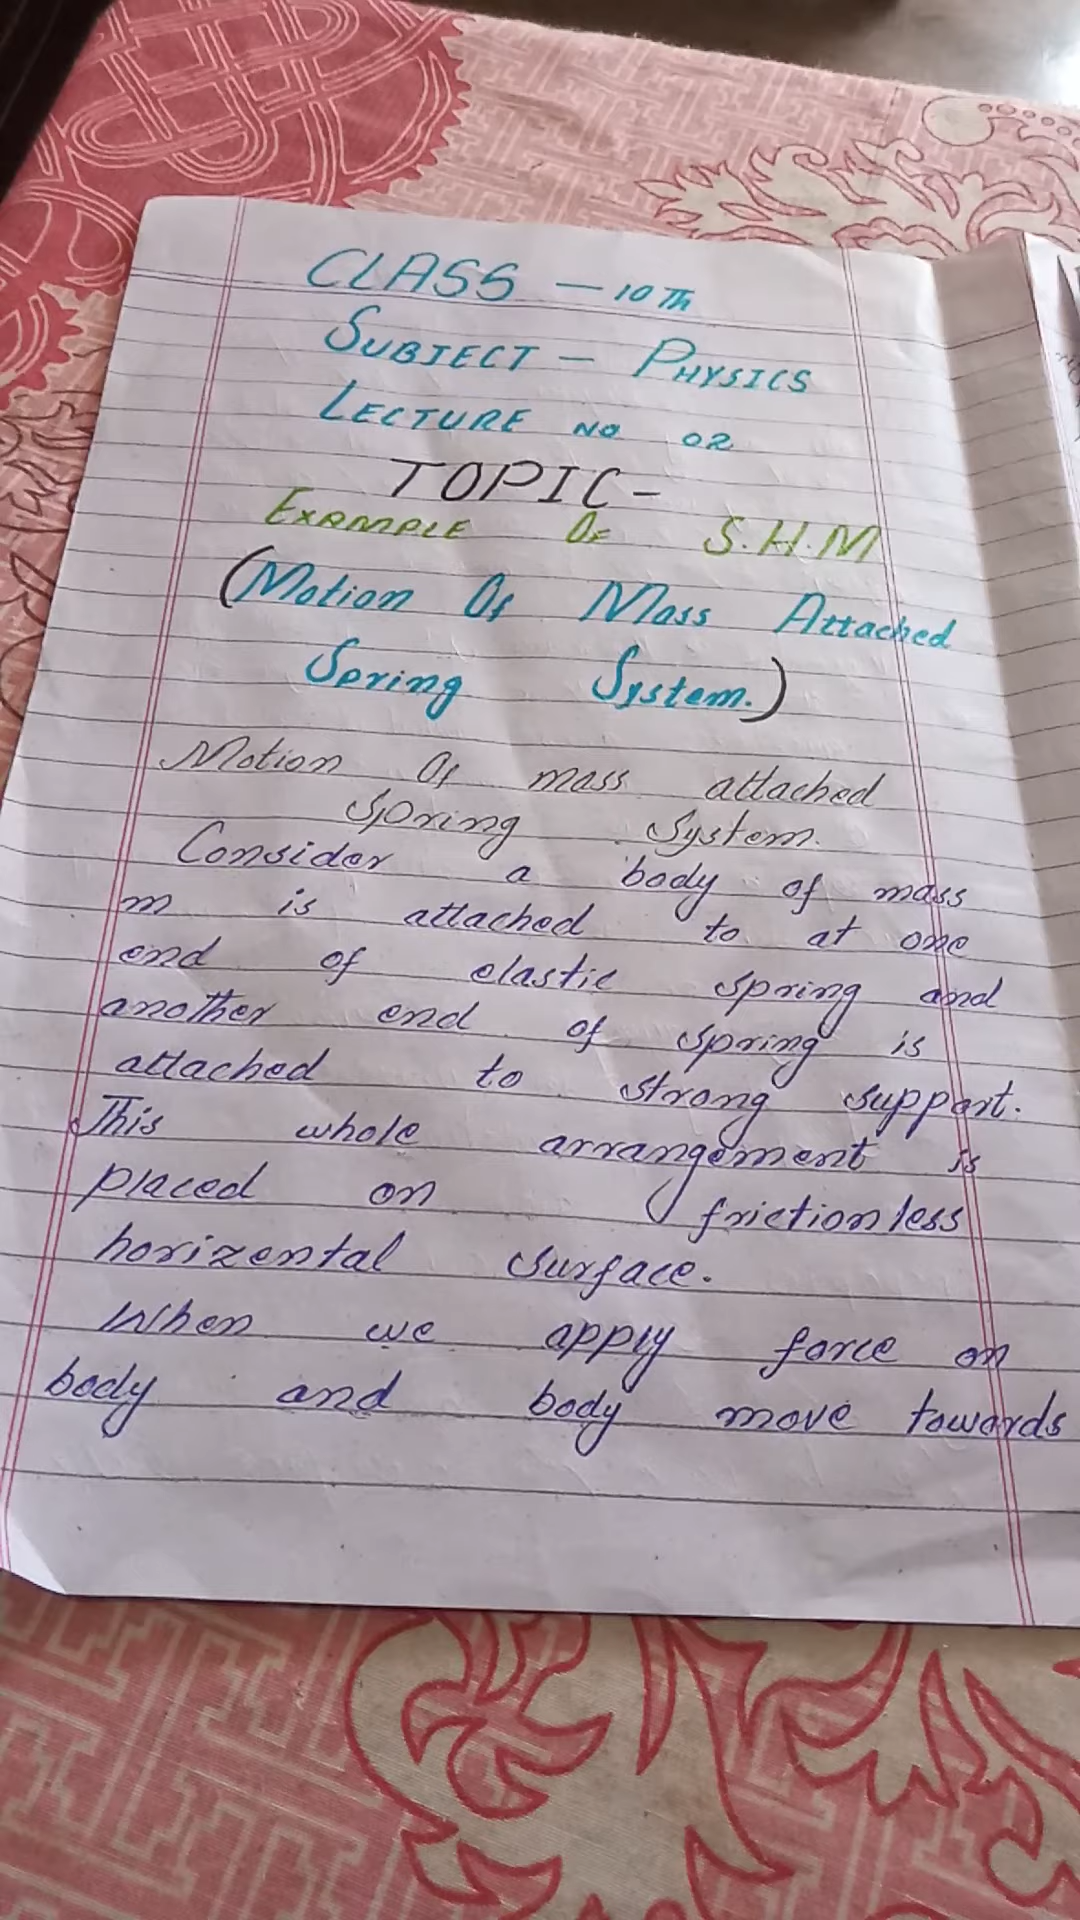 CLASS - 10Th
SUBJECT - PHYSICS
LECTURE NO 02
TOPIC-
EXAMPLE OF S.H.M
(Motion Of Mass Attached
Spring System.)
Motion Of mass attached
Spring System.
Consider a body of mass
m is attached to at one
end of elastic spring and
another end of spring is
attached to strong support.
This whole arrangement is
placed on frictionless
horizental surface.
When we apply force on
body and body move towards